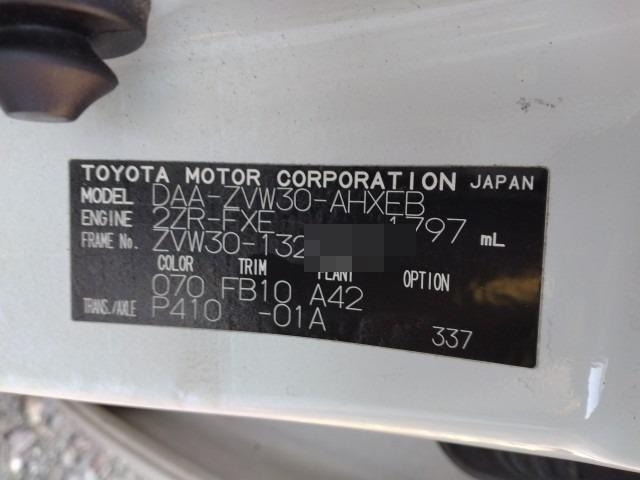 TOYOTA MOTOR CORPORATION JAPAN
MODEL DAA-ZVW30-AHXEB
ENGINE 2ZR-FXE 1797 mL
FRAME No. ZVW30-132
COLOR TRIM PLANT OPTION
070 FB10 A42
TRANS./AXLE P410 -01A
337